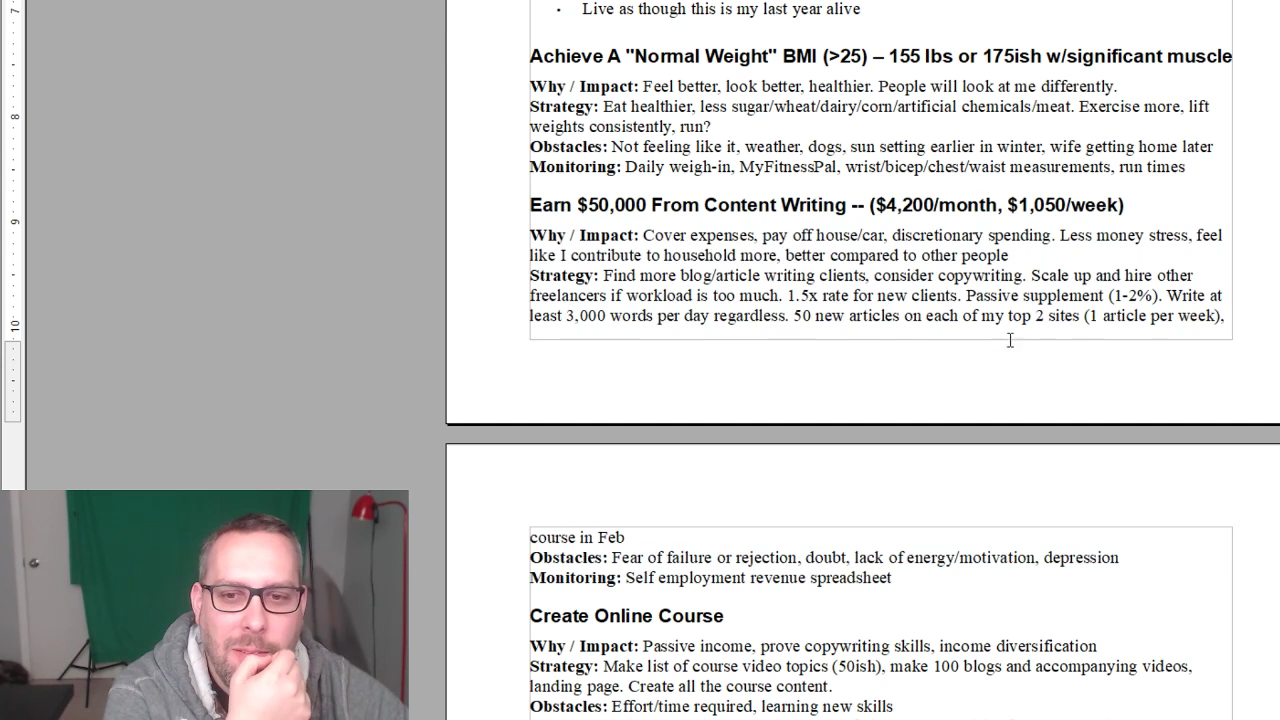 7
Live as though this is my last year alive
Achieve A "Normal Weight" BMI (>25) – 155 lbs or 175ish w/significant muscle
Why / Impact: Feel better, look better, healthier. People will look at me differently.
8
Strategy: Eat healthier, less sugar/wheat/dairy/corn/artificial chemicals/meat. Exercise more, lift
weights consistently, run?
Obstacles: Not feeling like it, weather, dogs, sun setting earlier in winter, wife getting home later
Monitoring: Daily weigh-in, MyFitnessPal, wrist/bicep/chest/waist measurements, run times
9
Earn $50,000 From Content Writing -- ($4,200/month, $1,050/week)
Why / Impact: Cover expenses, pay off house/car, discretionary spending. Less money stress, feel
like I contribute to household more, better compared to other people
Strategy: Find more blog/article writing clients, consider copywriting. Scale up and hire other
freelancers if workload is too much. 1.5x rate for new clients. Passive supplement (1-2%). Write at
least 3,000 words per day regardless. 50 new articles on each of my top 2 sites (1 article per week),
10
course in Feb
Obstacles: Fear of failure or rejection, doubt, lack of energy/motivation, depression
Monitoring: Self employment revenue spreadsheet
Create Online Course
Why / Impact: Passive income, prove copywriting skills, income diversification
Strategy: Make list of course video topics (50ish), make 100 blogs and accompanying videos,
landing page. Create all the course content.
Obstacles: Effort/time required, learning new skills